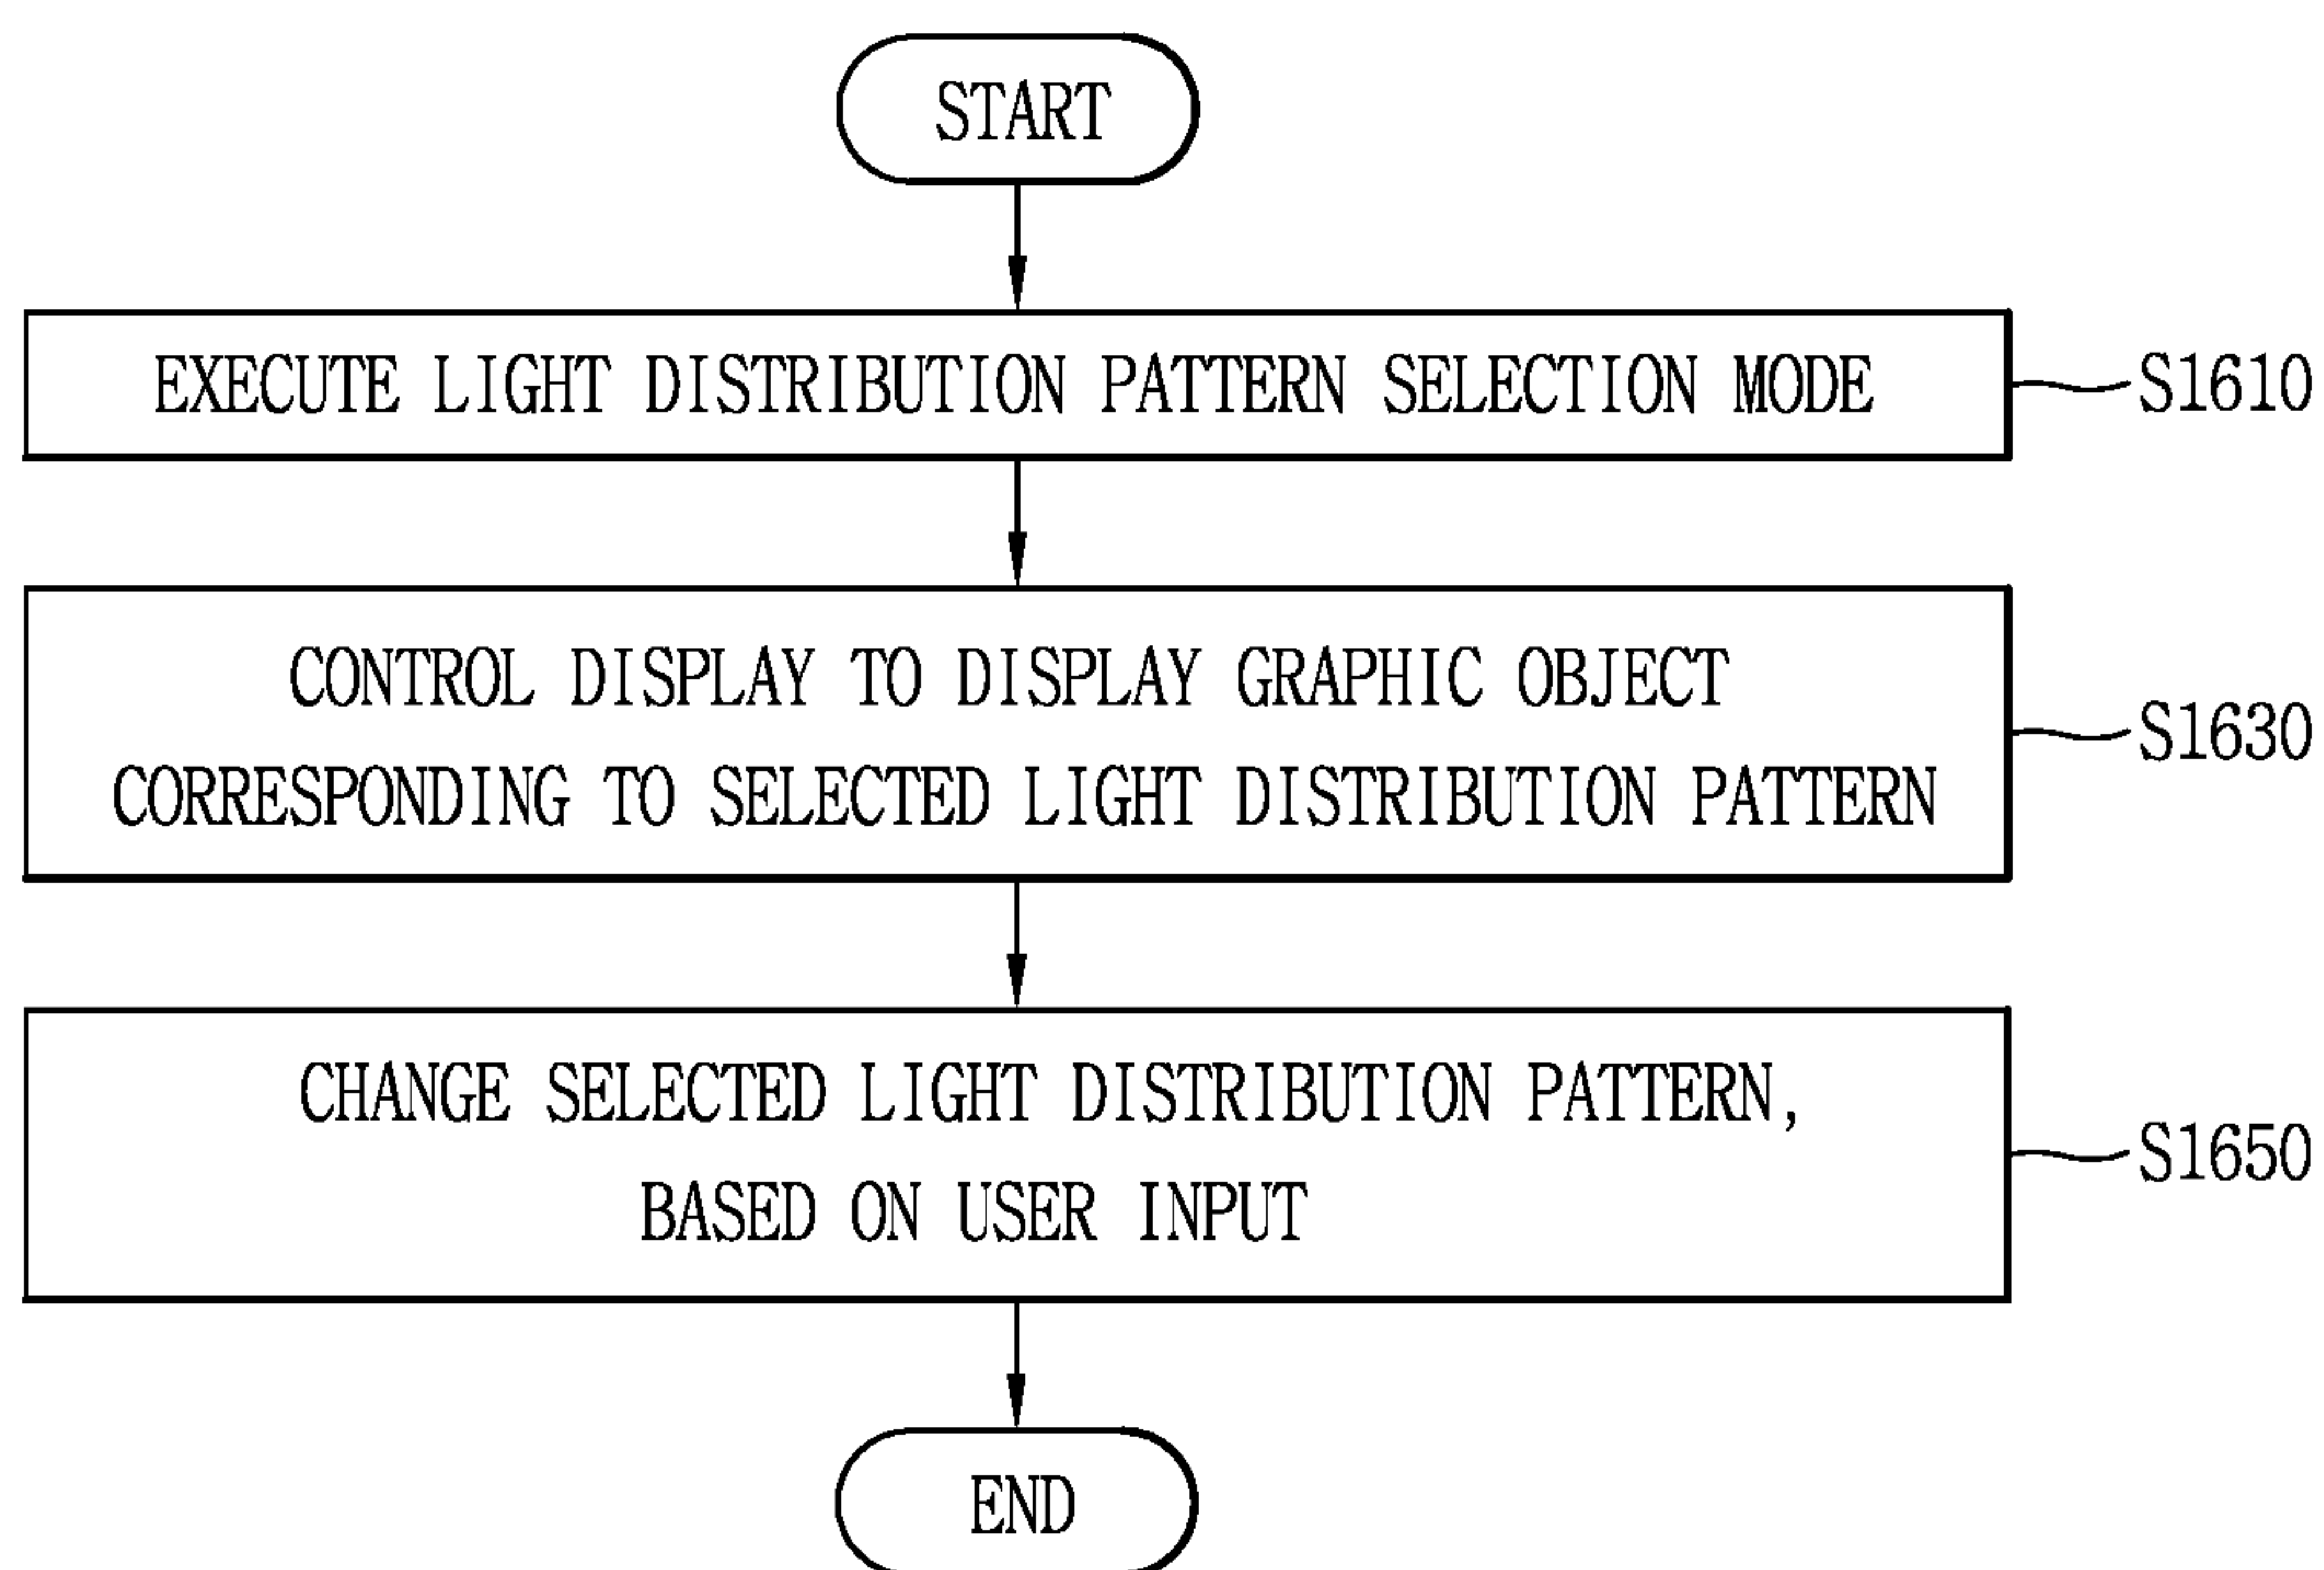 START
EXECUTE LIGHT DISTRIBUTION PATTERN SELECTION MODE
S1610
CONTROL DISPLAY TO DISPLAY GRAPHIC OBJECT
CORRESPONDING TO SELECTED LIGHT DISTRIBUTION PATTERN
S1630
CHANGE SELECTED LIGHT DISTRIBUTION PATTERN,
BASED ON USER INPUT
S1650
END